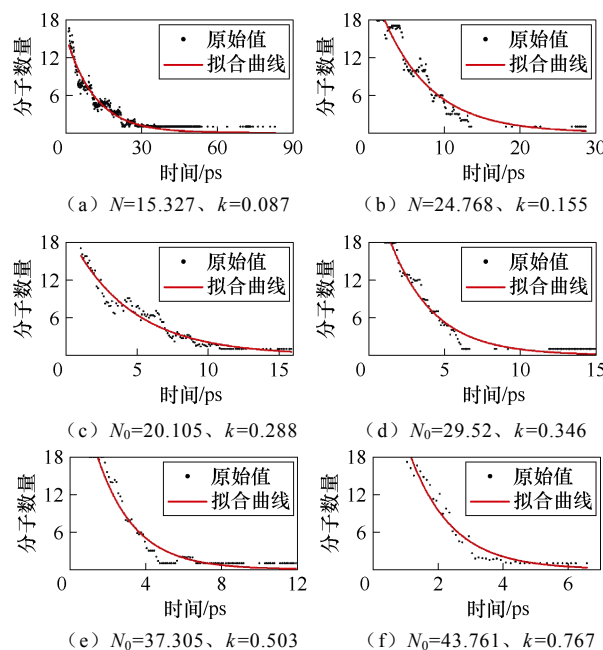 18
12
6
0
30
60
90
分子数量
时间/ps
原始值
拟合曲线
（a）N=15.327、k=0.087
18
12
6
0
10
20
30
分子数量
时间/ps
原始值
拟合曲线
（b）N=24.768、k=0.155
18
12
6
0
5
10
15
分子数量
时间/ps
原始值
拟合曲线
（c）N₀=20.105、k=0.288
18
12
6
0
5
10
15
分子数量
时间/ps
原始值
拟合曲线
（d）N₀=29.52、k=0.346
18
12
6
0
4
8
12
分子数量
时间/ps
原始值
拟合曲线
（e）N₀=37.305、k=0.503
18
12
6
0
2
4
6
分子数量
时间/ps
原始值
拟合曲线
（f）N₀=43.761、k=0.767